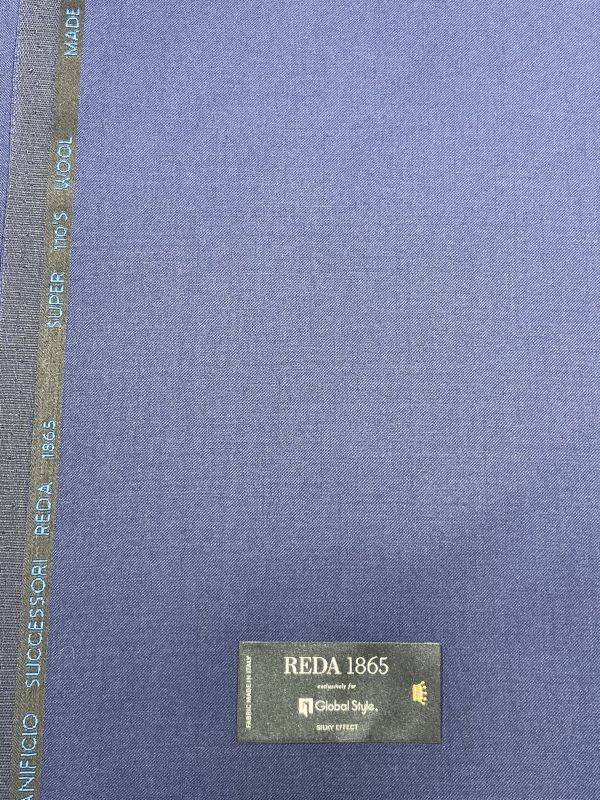 ANIFICIO SUCCESSORI REDA 1865 SUPER 110'S WOOL MADE
FABRIC MADE IN ITALY
REDA 1865
exclusively for
Global Style.
SILKY EFFECT